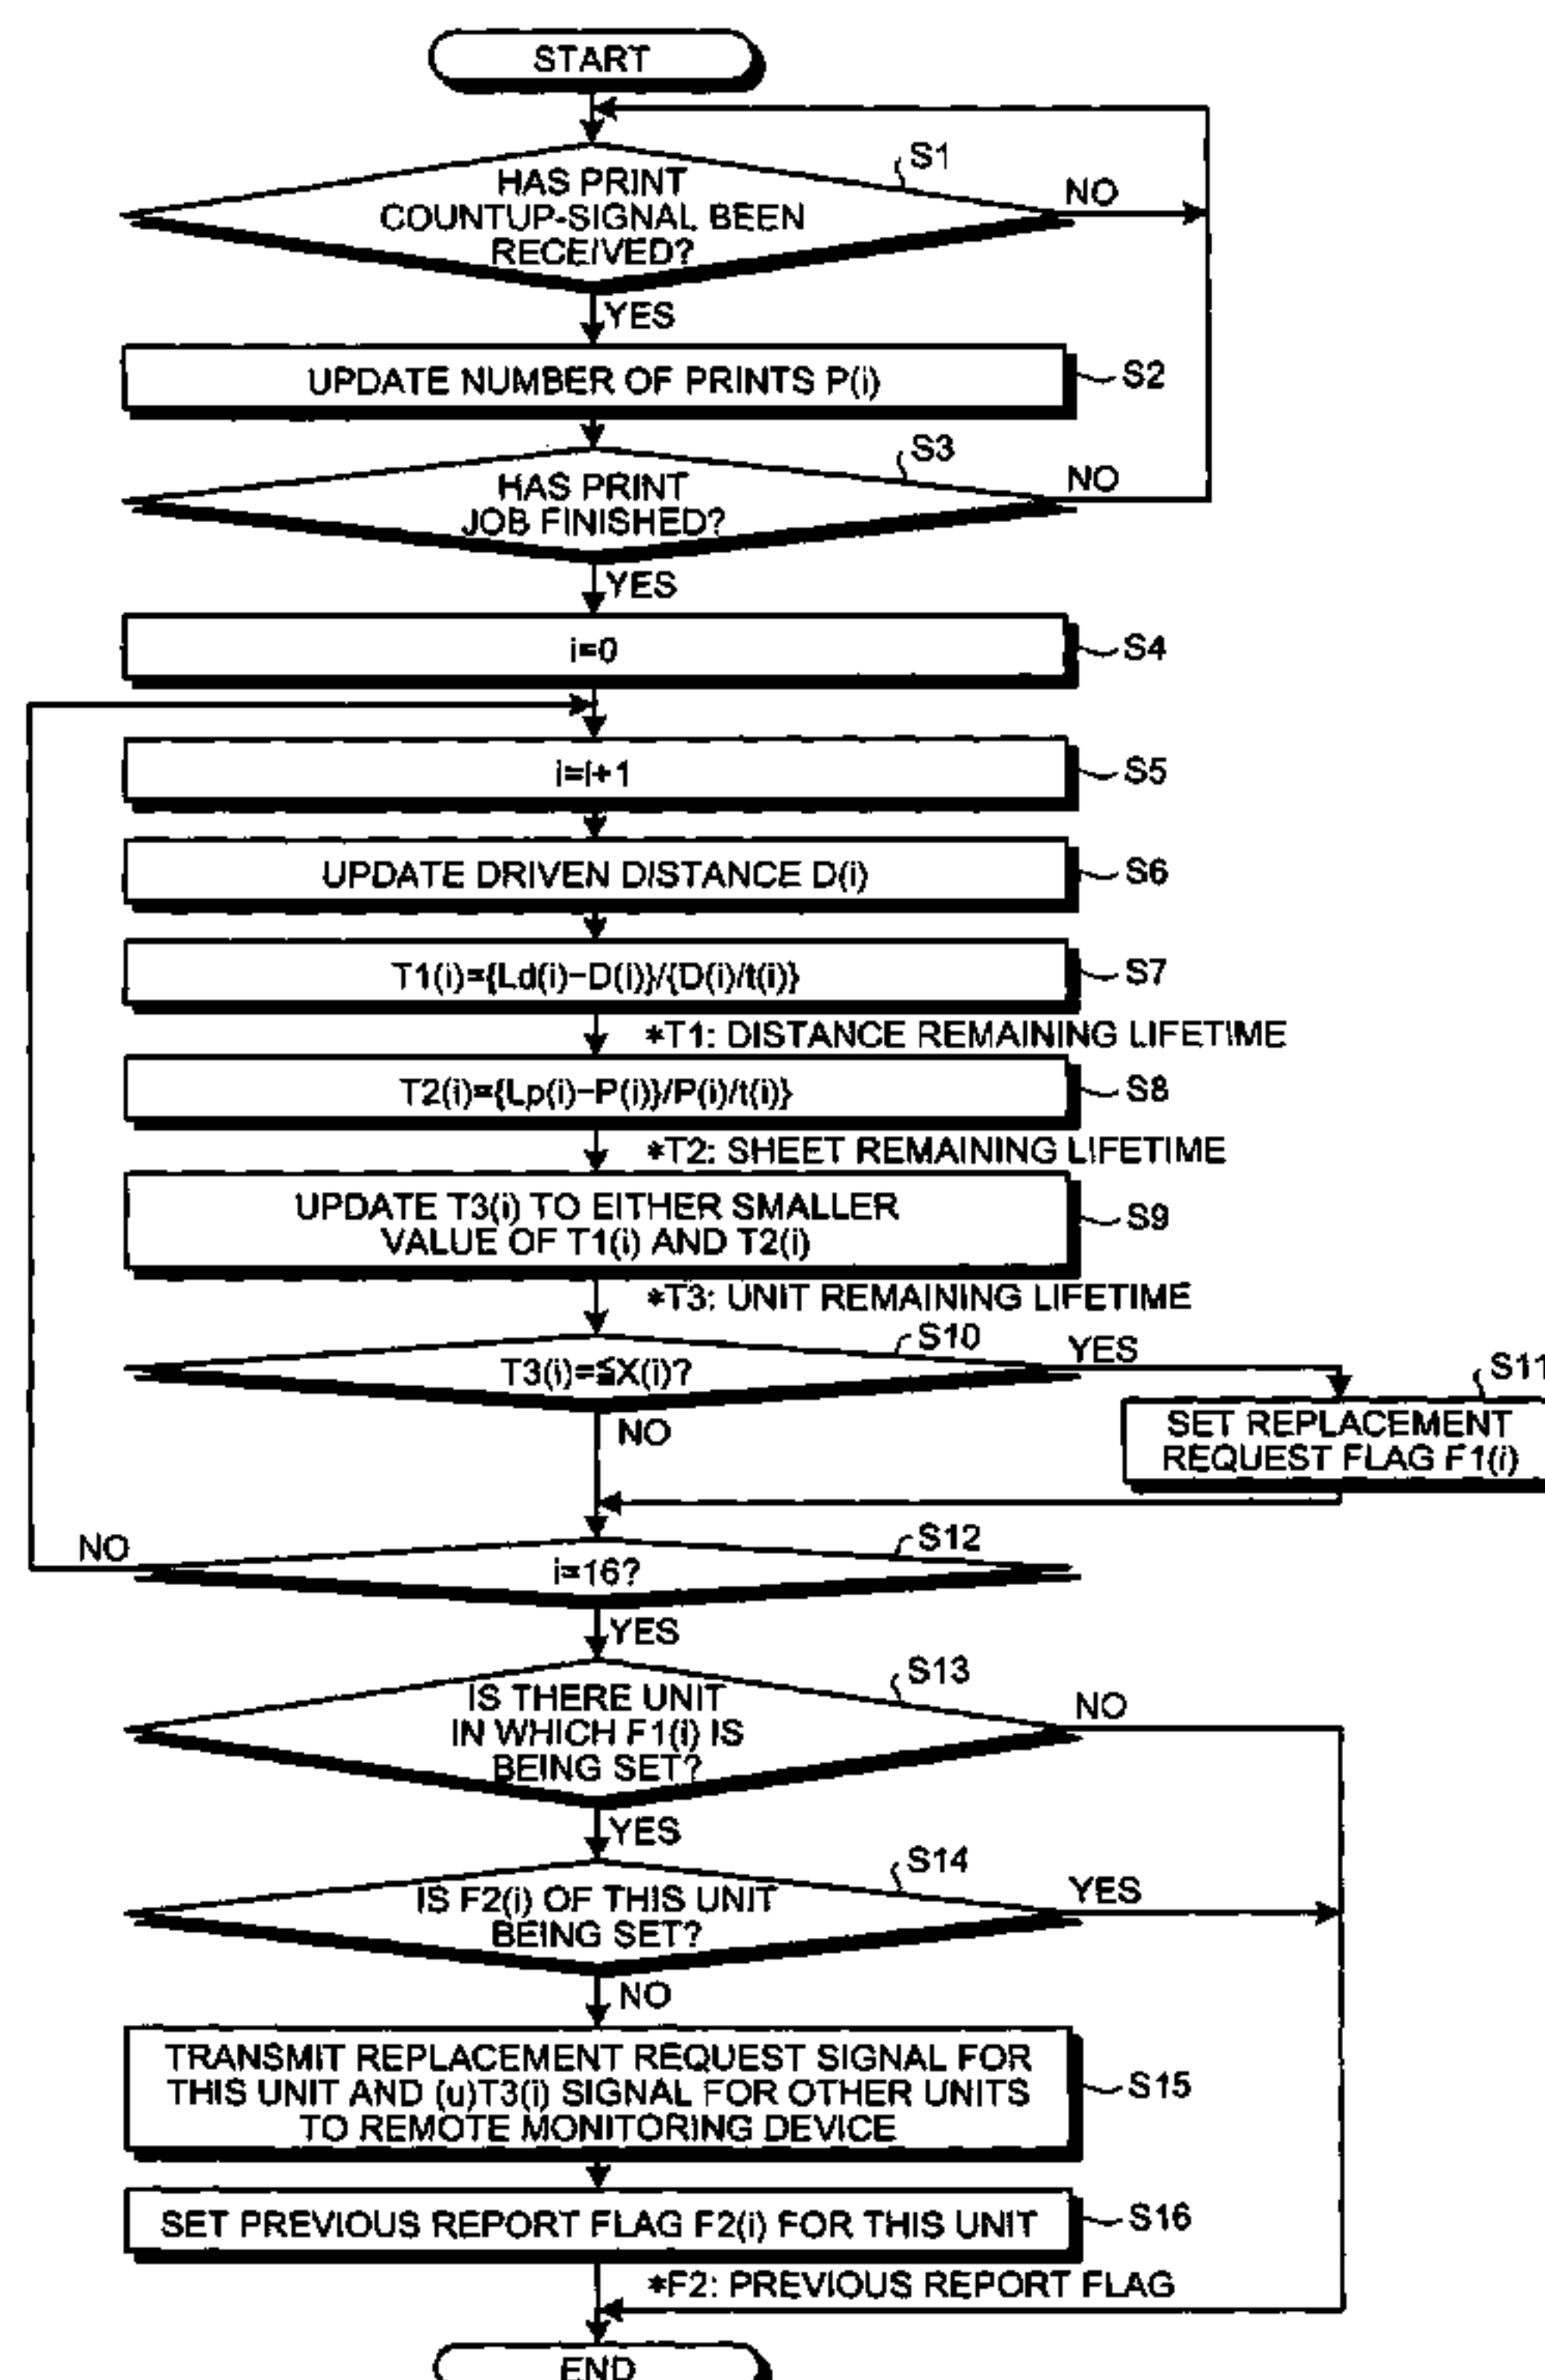 START
S1
HAS PRINT
COUNTUP-SIGNAL BEEN
RECEIVED?
NO
YES
UPDATE NUMBER OF PRINTS P(i)
S2
S3
HAS PRINT
JOB FINISHED?
NO
YES
i=0
S4
i=i+1
S5
UPDATE DRIVEN DISTANCE D(i)
S6
T1(i)={Ld(i)-D(i)}/{D(i)/t(i)}
S7
*T1: DISTANCE REMAINING LIFETIME
T2(i)={Lp(i)-P(i)}/P(i)/t(i)}
S8
*T2: SHEET REMAINING LIFETIME
UPDATE T3(i) TO EITHER SMALLER
VALUE OF T1(i) AND T2(i)
S9
*T3: UNIT REMAINING LIFETIME
S10
T3(i)=≦X(i)?
YES
S11
NO
SET REPLACEMENT
REQUEST FLAG F1(i)
S12
NO
i=16?
YES
S13
IS THERE UNIT
IN WHICH F1(i) IS
BEING SET?
NO
YES
S14
IS F2(i) OF THIS UNIT
BEING SET?
YES
NO
TRANSMIT REPLACEMENT REQUEST SIGNAL FOR
THIS UNIT AND (u)T3(i) SIGNAL FOR OTHER UNITS
TO REMOTE MONITORING DEVICE
S15
SET PREVIOUS REPORT FLAG F2(i) FOR THIS UNIT
S16
*F2: PREVIOUS REPORT FLAG
END